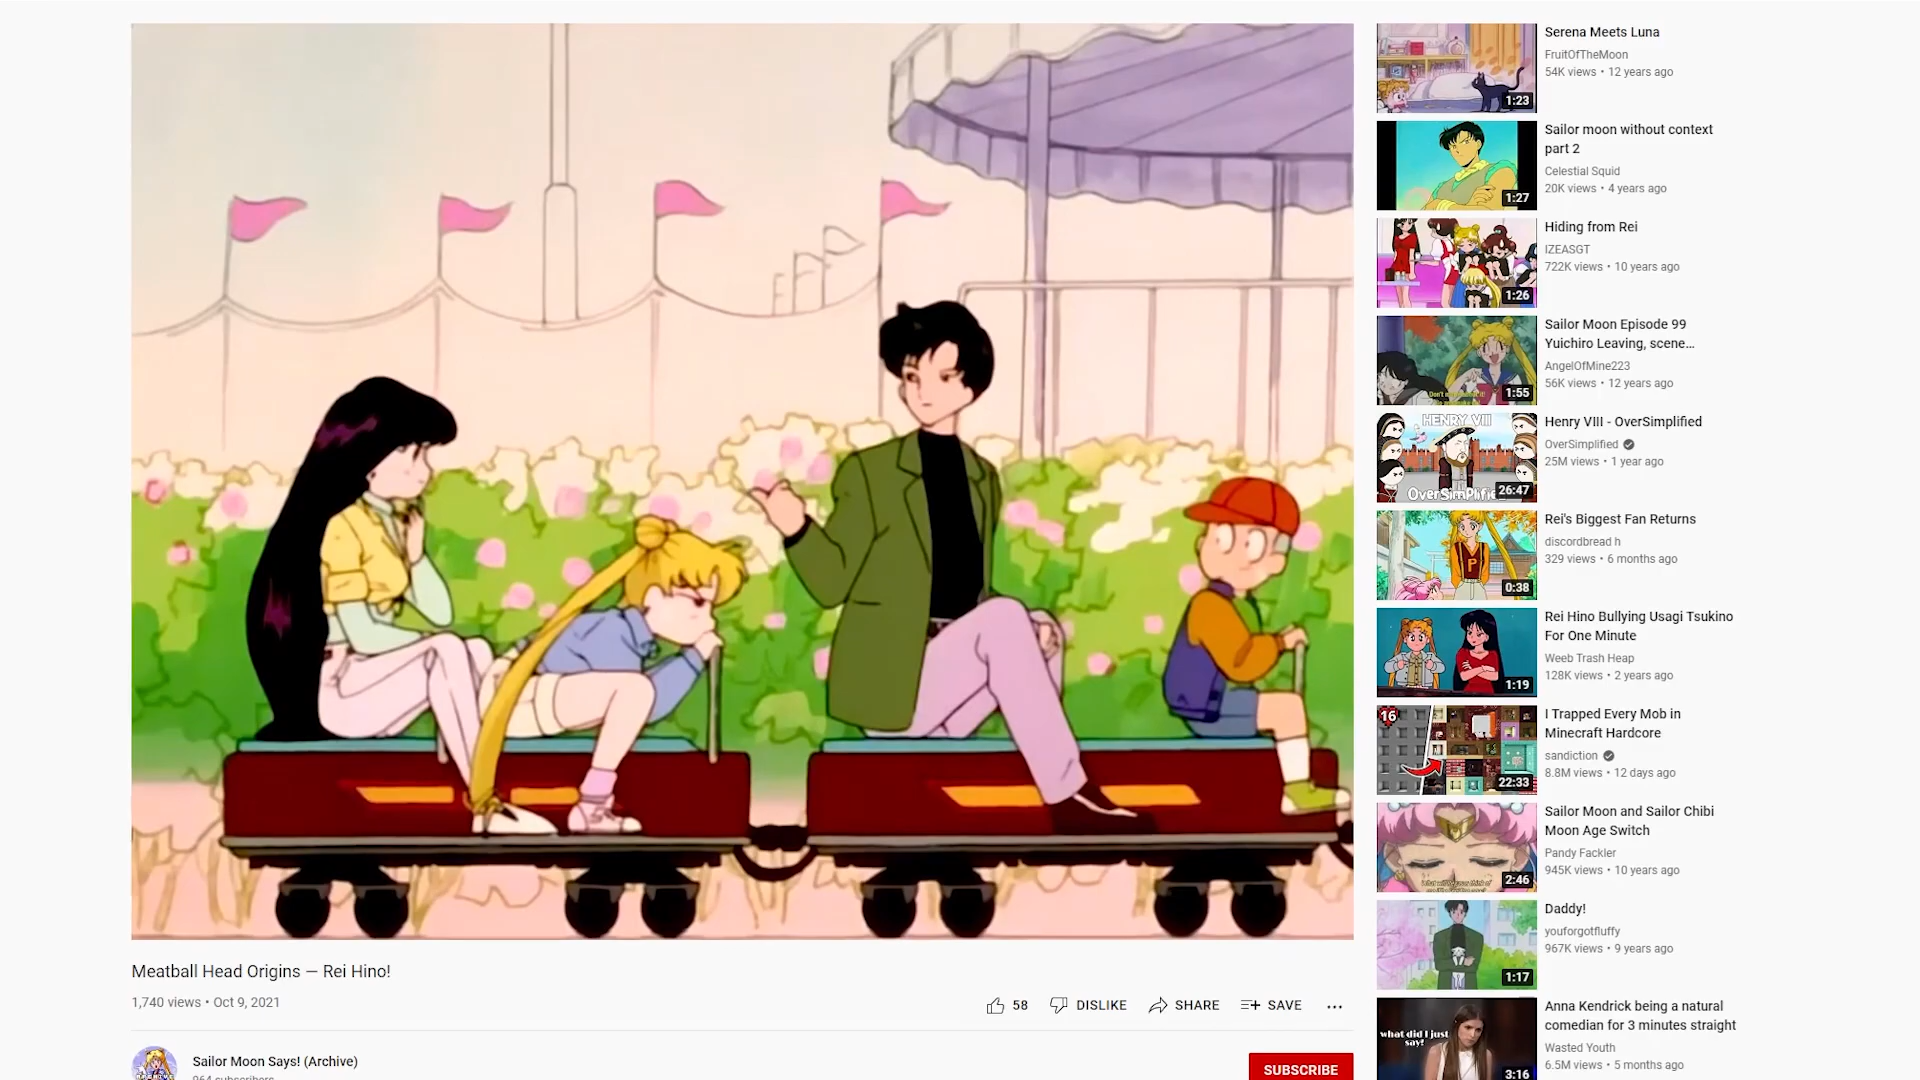 Meatball Head Origins — Rei Hino!
1,740 views • Oct 9, 2021
58
DISLIKE
SHARE
SAVE
Sailor Moon Says! (Archive)
964 subscribers
SUBSCRIBE
Serena Meets Luna
FruitOfTheMoon
54K views • 12 years ago
1:23
Sailor moon without context
part 2
Celestial Squid
20K views • 4 years ago
1:27
Hiding from Rei
IZEASGT
722K views • 10 years ago
1:26
Sailor Moon Episode 99
Yuichiro Leaving, scene...
AngelOfMine223
56K views • 12 years ago
1:55
HENRY VIII
OverSimplifie
26:47
Henry VIII - OverSimplified
OverSimplified
25M views • 1 year ago
P
0:38
Rei's Biggest Fan Returns
discordbread h
329 views • 6 months ago
Rei Hino Bullying Usagi Tsukino
For One Minute
Weeb Trash Heap
128K views • 2 years ago
1:19
16
22:33
I Trapped Every Mob in
Minecraft Hardcore
sandiction
8.8M views • 12 days ago
Sailor Moon and Sailor Chibi
Moon Age Switch
Pandy Fackler
945K views • 10 years ago
2:46
Daddy!
youforgotfluffy
967K views • 9 years ago
1:17
what did I just
say?
3:16
Anna Kendrick being a natural
comedian for 3 minutes straight
Wasted Youth
6.5M views • 5 months ago